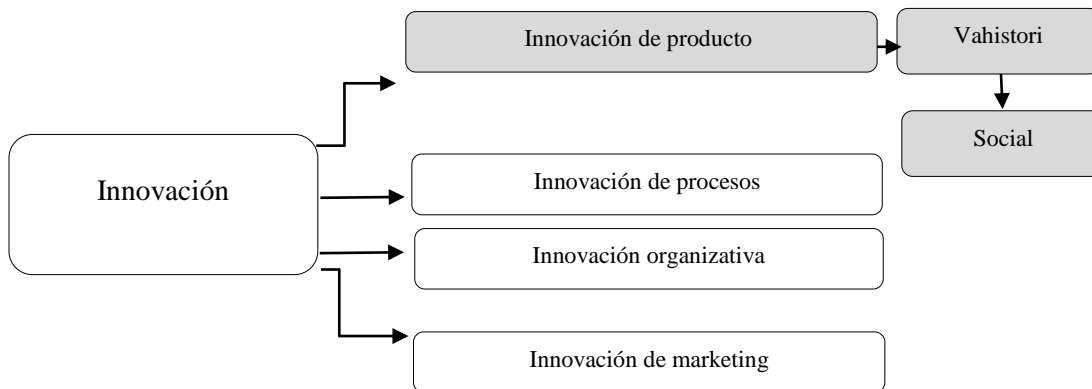 Innovación de producto
Vahistori
Social
Innovación
Innovación de procesos
Innovación organizativa
Innovación de marketing